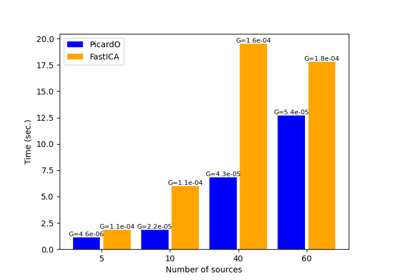 PicardO
FastICA
20.0
17.5
15.0
12.5
10.0
7.5
5.0
2.5
0.0
Time (sec.)
G=4.6e-06
G=1.1e-04
G=2.2e-05
G=1.1e-04
G=4.3e-05
G=1.6e-04
G=5.4e-05
G=1.8e-04
5
10
40
60
Number of sources